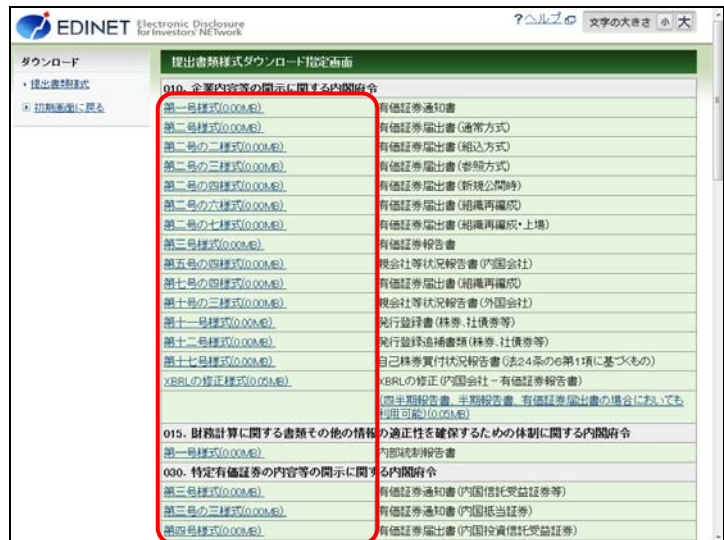 EDINET Electronic Disclosure for Investors' NETwork
?ヘルプ 文字の大きさ 小 大
ダウンロード
提出書類様式
初期画面に戻る
提出書類様式ダウンロード指定画面
010. 企業内容等の開示に関する内閣府令
第一号様式(0.00MB) 有価証券通知書
第二号様式(0.00MB) 有価証券届出書(通常方式)
第二号の二様式(0.00MB) 有価証券届出書(組込方式)
第二号の三様式(0.00MB) 有価証券届出書(参照方式)
第二号の四様式(0.00MB) 有価証券届出書(新規公開時)
第二号の六様式(0.00MB) 有価証券届出書(組織再編成)
第二号の七様式(0.00MB) 有価証券届出書(組織再編成・上場)
第三号様式(0.00MB) 有価証券報告書
第五号の四様式(0.00MB) 親会社等状況報告書(内国会社)
第七号の四様式(0.00MB) 有価証券届出書(組織再編成)
第十号の三様式(0.00MB) 親会社等状況報告書(外国会社)
第十一号様式(0.00MB) 発行登録書(株券、社債券等)
第十二号様式(0.00MB) 発行登録追補書類(株券、社債券等)
第十七号様式(0.00MB) 自己株券買付状況報告書(法24条の6第1項に基づくもの)
XBRLの修正様式(0.05MB) XBRLの修正(内国会社-有価証券報告書)
(四半期報告書、半期報告書、有価証券届出書の場合においても
利用可能)(0.05MB)
015. 財務計算に関する書類その他の情報の適正性を確保するための体制に関する内閣府令
第一号様式(0.00MB) 内部統制報告書
030. 特定有価証券の内容等の開示に関する内閣府令
第三号様式(0.00MB) 有価証券通知書(内国信託受益証券等)
第三号の三様式(0.00MB) 有価証券通知書(内国抵当証券)
第四号様式(0.00MB) 有価証券届出書(内国投資信託受益証券)